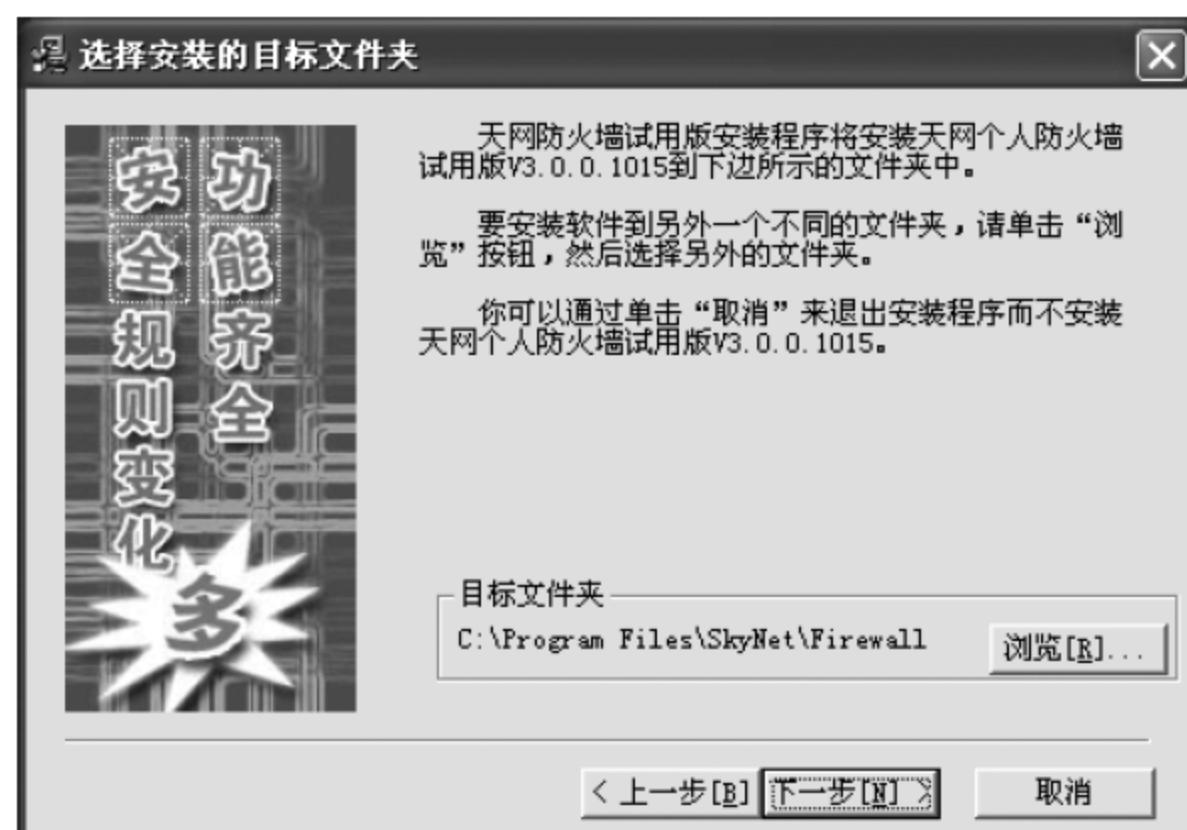 选择安装的目标文件夹
安全规则变化多
功能齐全
天网防火墙试用版安装程序将安装天网个人防火墙
试用版V3.0.0.1015到下边所示的文件夹中。
要安装软件到另外一个不同的文件夹，请单击“浏
览”按钮，然后选择另外的文件夹。
你可以通过单击“取消”来退出安装程序而不安装
天网个人防火墙试用版V3.0.0.1015。
目标文件夹
C:\Program Files\SkyNet\Firewall
浏览[R]...
< 上一步[B]
下一步[N] >
取消